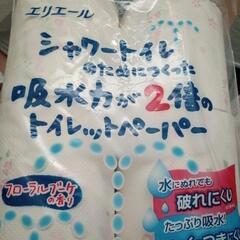 エリエール
シャワートイレ
のためにつくった
吸水力が2倍の
トイレットペーパー
フローラルブーケ
の香り
水にぬれても
破れにくい
たっぷり吸水!